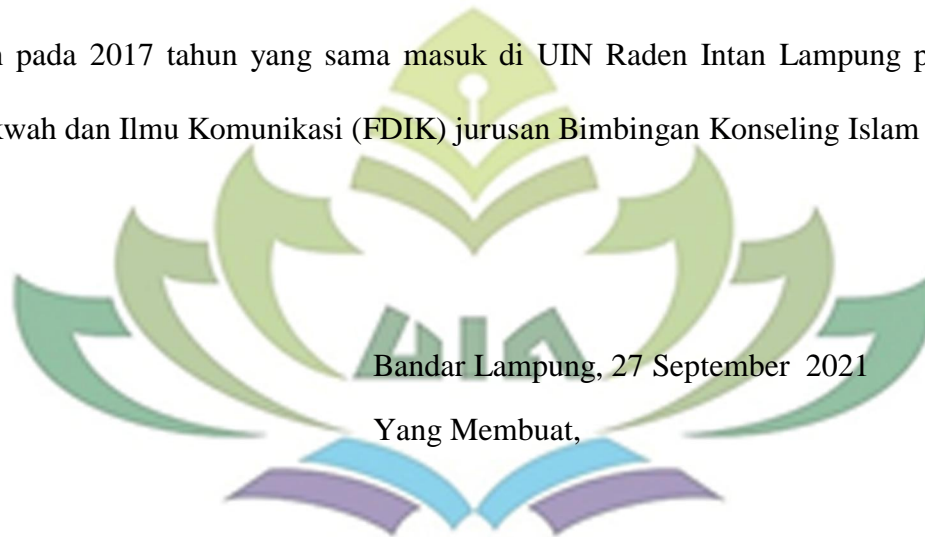 pada 2017 tahun yang sama masuk di UIN Raden Intan Lampung
kwah dan Ilmu Komunikasi (FDIK) jurusan Bimbingan Konseling Islam
UIN
Bandar Lampung, 27 September 2021
Yang Membuat,